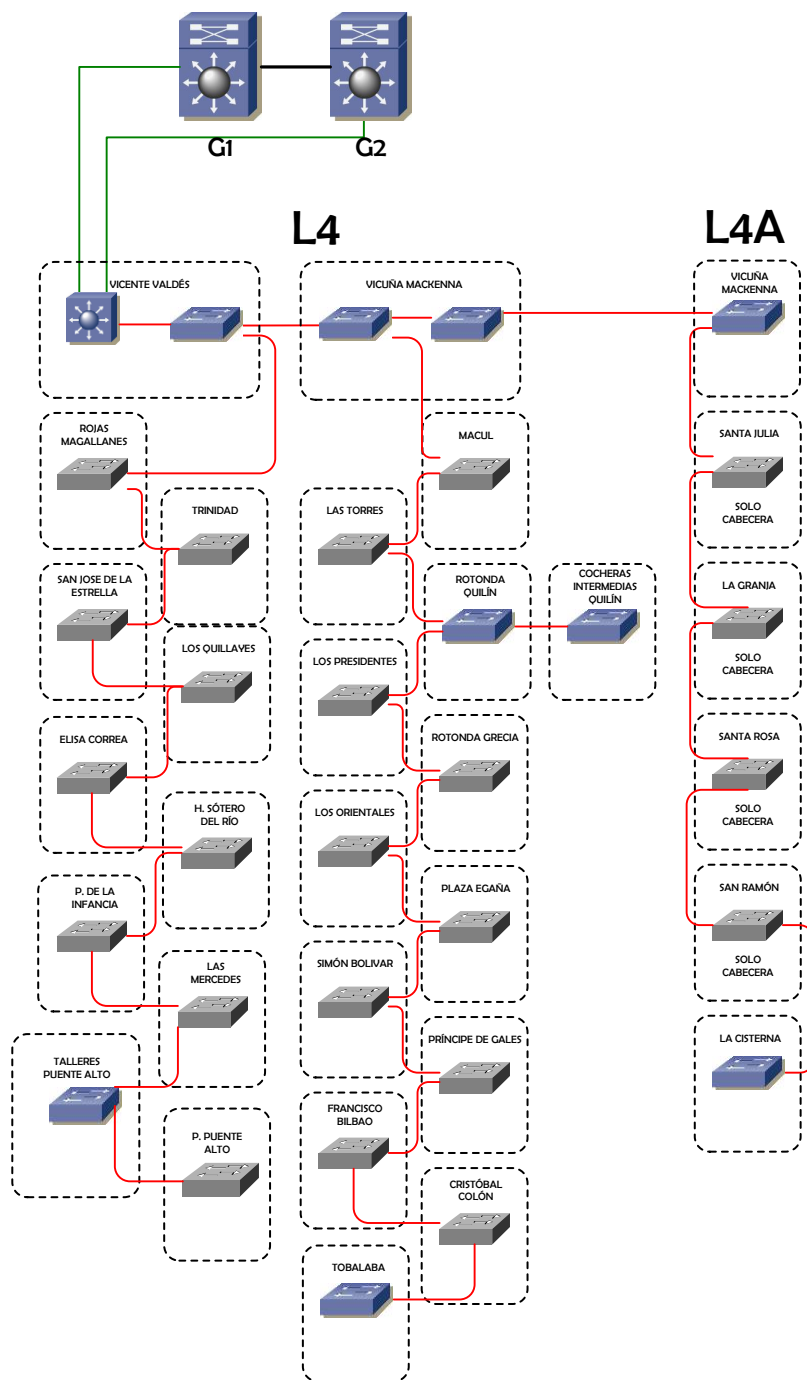 G1
G2
L4
L4A
VICENTE VALDÉS
VICUÑA MACKENNA
VICUÑA
MACKENNA
ROJAS
MAGALLANES
MACUL
SANTA JULIA
SOLO
CABECERA
TRINIDAD
LAS TORRES
SAN JOSE DE LA
ESTRELLA
ROTONDA
QUILÍN
COCHERAS
INTERMEDIAS
QUILÍN
LA GRANJA
SOLO
CABECERA
LOS QUILLAYES
LOS PRESIDENTES
ELISA CORREA
ROTONDA GRECIA
SANTA ROSA
SOLO
CABECERA
H. SÓTERO
DEL RÍO
LOS ORIENTALES
P. DE LA
INFANCIA
PLAZA EGAÑA
SAN RAMÓN
SOLO
CABECERA
LAS
MERCEDES
SIMÓN BOLIVAR
TALLERES
PUENTE ALTO
PRÍNCIPE DE GALES
LA CISTERNA
P. PUENTE
ALTO
FRANCISCO
BILBAO
CRISTÓBAL
COLÓN
TOBALABA